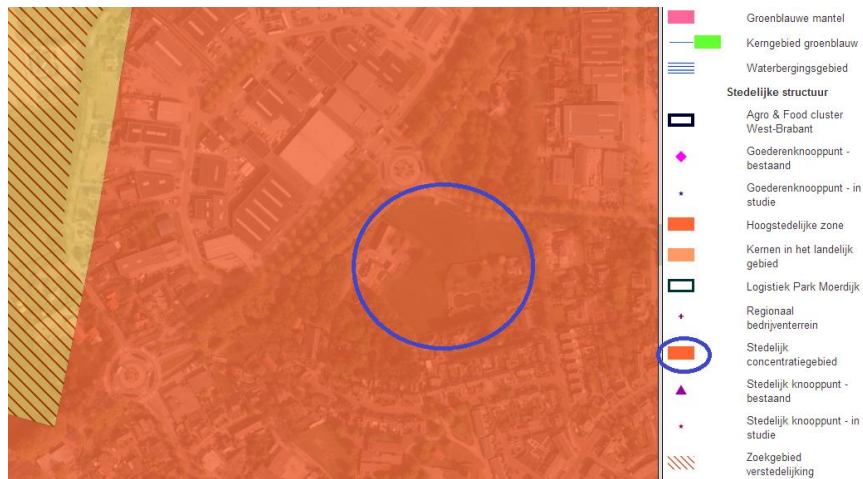 Groenblauwe mantel
Kerngebied groenblauw
Waterbergingsgebied
Stedelijke structuur
Agro & Food cluster
West-Brabant
Goederenknooppunt -
bestaand
Goederenknooppunt - in
studie
Hoogstedelijke zone
Kernen in het landelijk
gebied
Logistiek Park Moerdijk
Regionaal
bedrijventerrein
Stedelijk
concentratiegebied
Stedelijk knooppunt -
bestaand
Stedelijk knooppunt - in
studie
Zoekgebied
verstedelijking